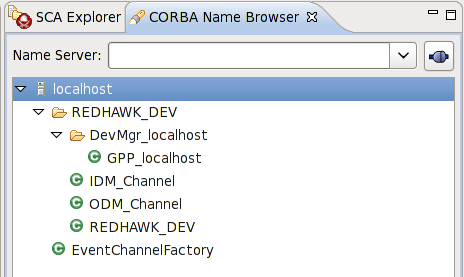 SCA Explorer CORBA Name Browser
Name Server:
localhost
REDHAWK_DEV
DevMgr_localhost
GPP_localhost
IDM_Channel
ODM_Channel
REDHAWK_DEV
EventChannelFactory